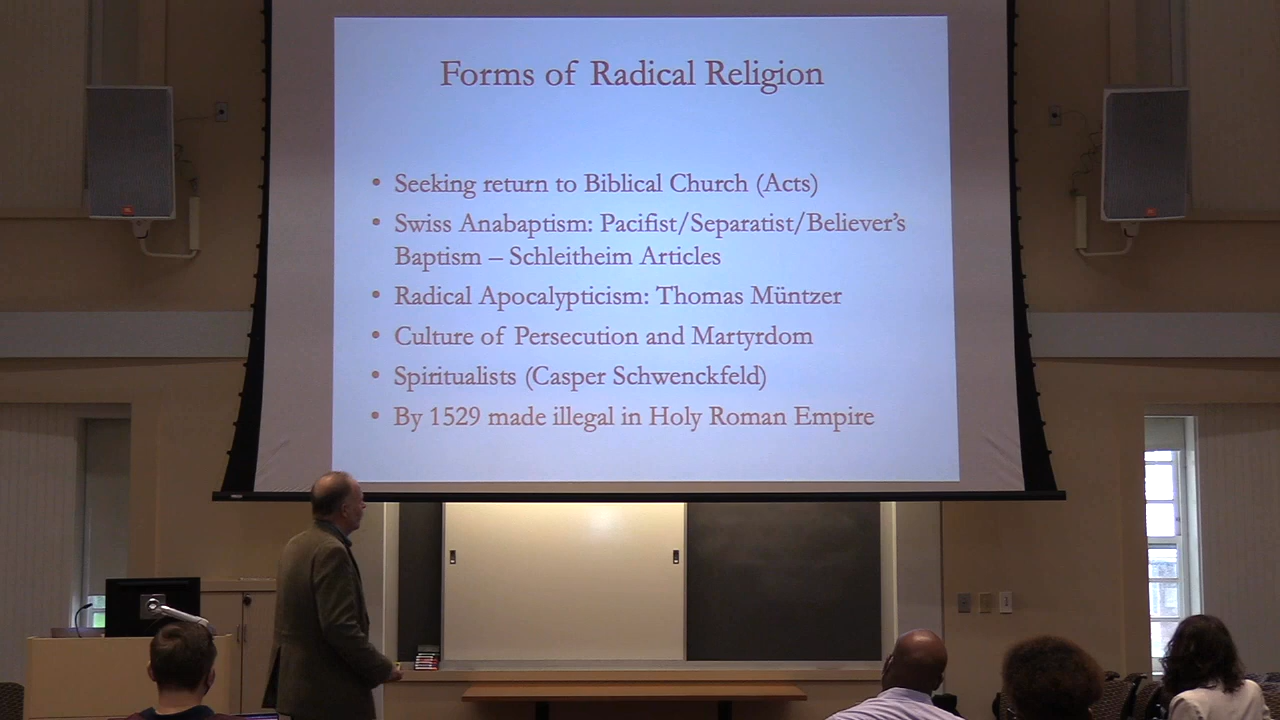 Forms of Radical Religion
• Seeking return to Biblical Church (Acts)
• Swiss Anabaptism: Pacifist/Separatist/Believer's
Baptism – Schleitheim Articles
• Radical Apocalypticism: Thomas Müntzer
• Culture of Persecution and Martyrdom
• Spiritualists (Casper Schwenckfeld)
• By 1529 made illegal in Holy Roman Empire